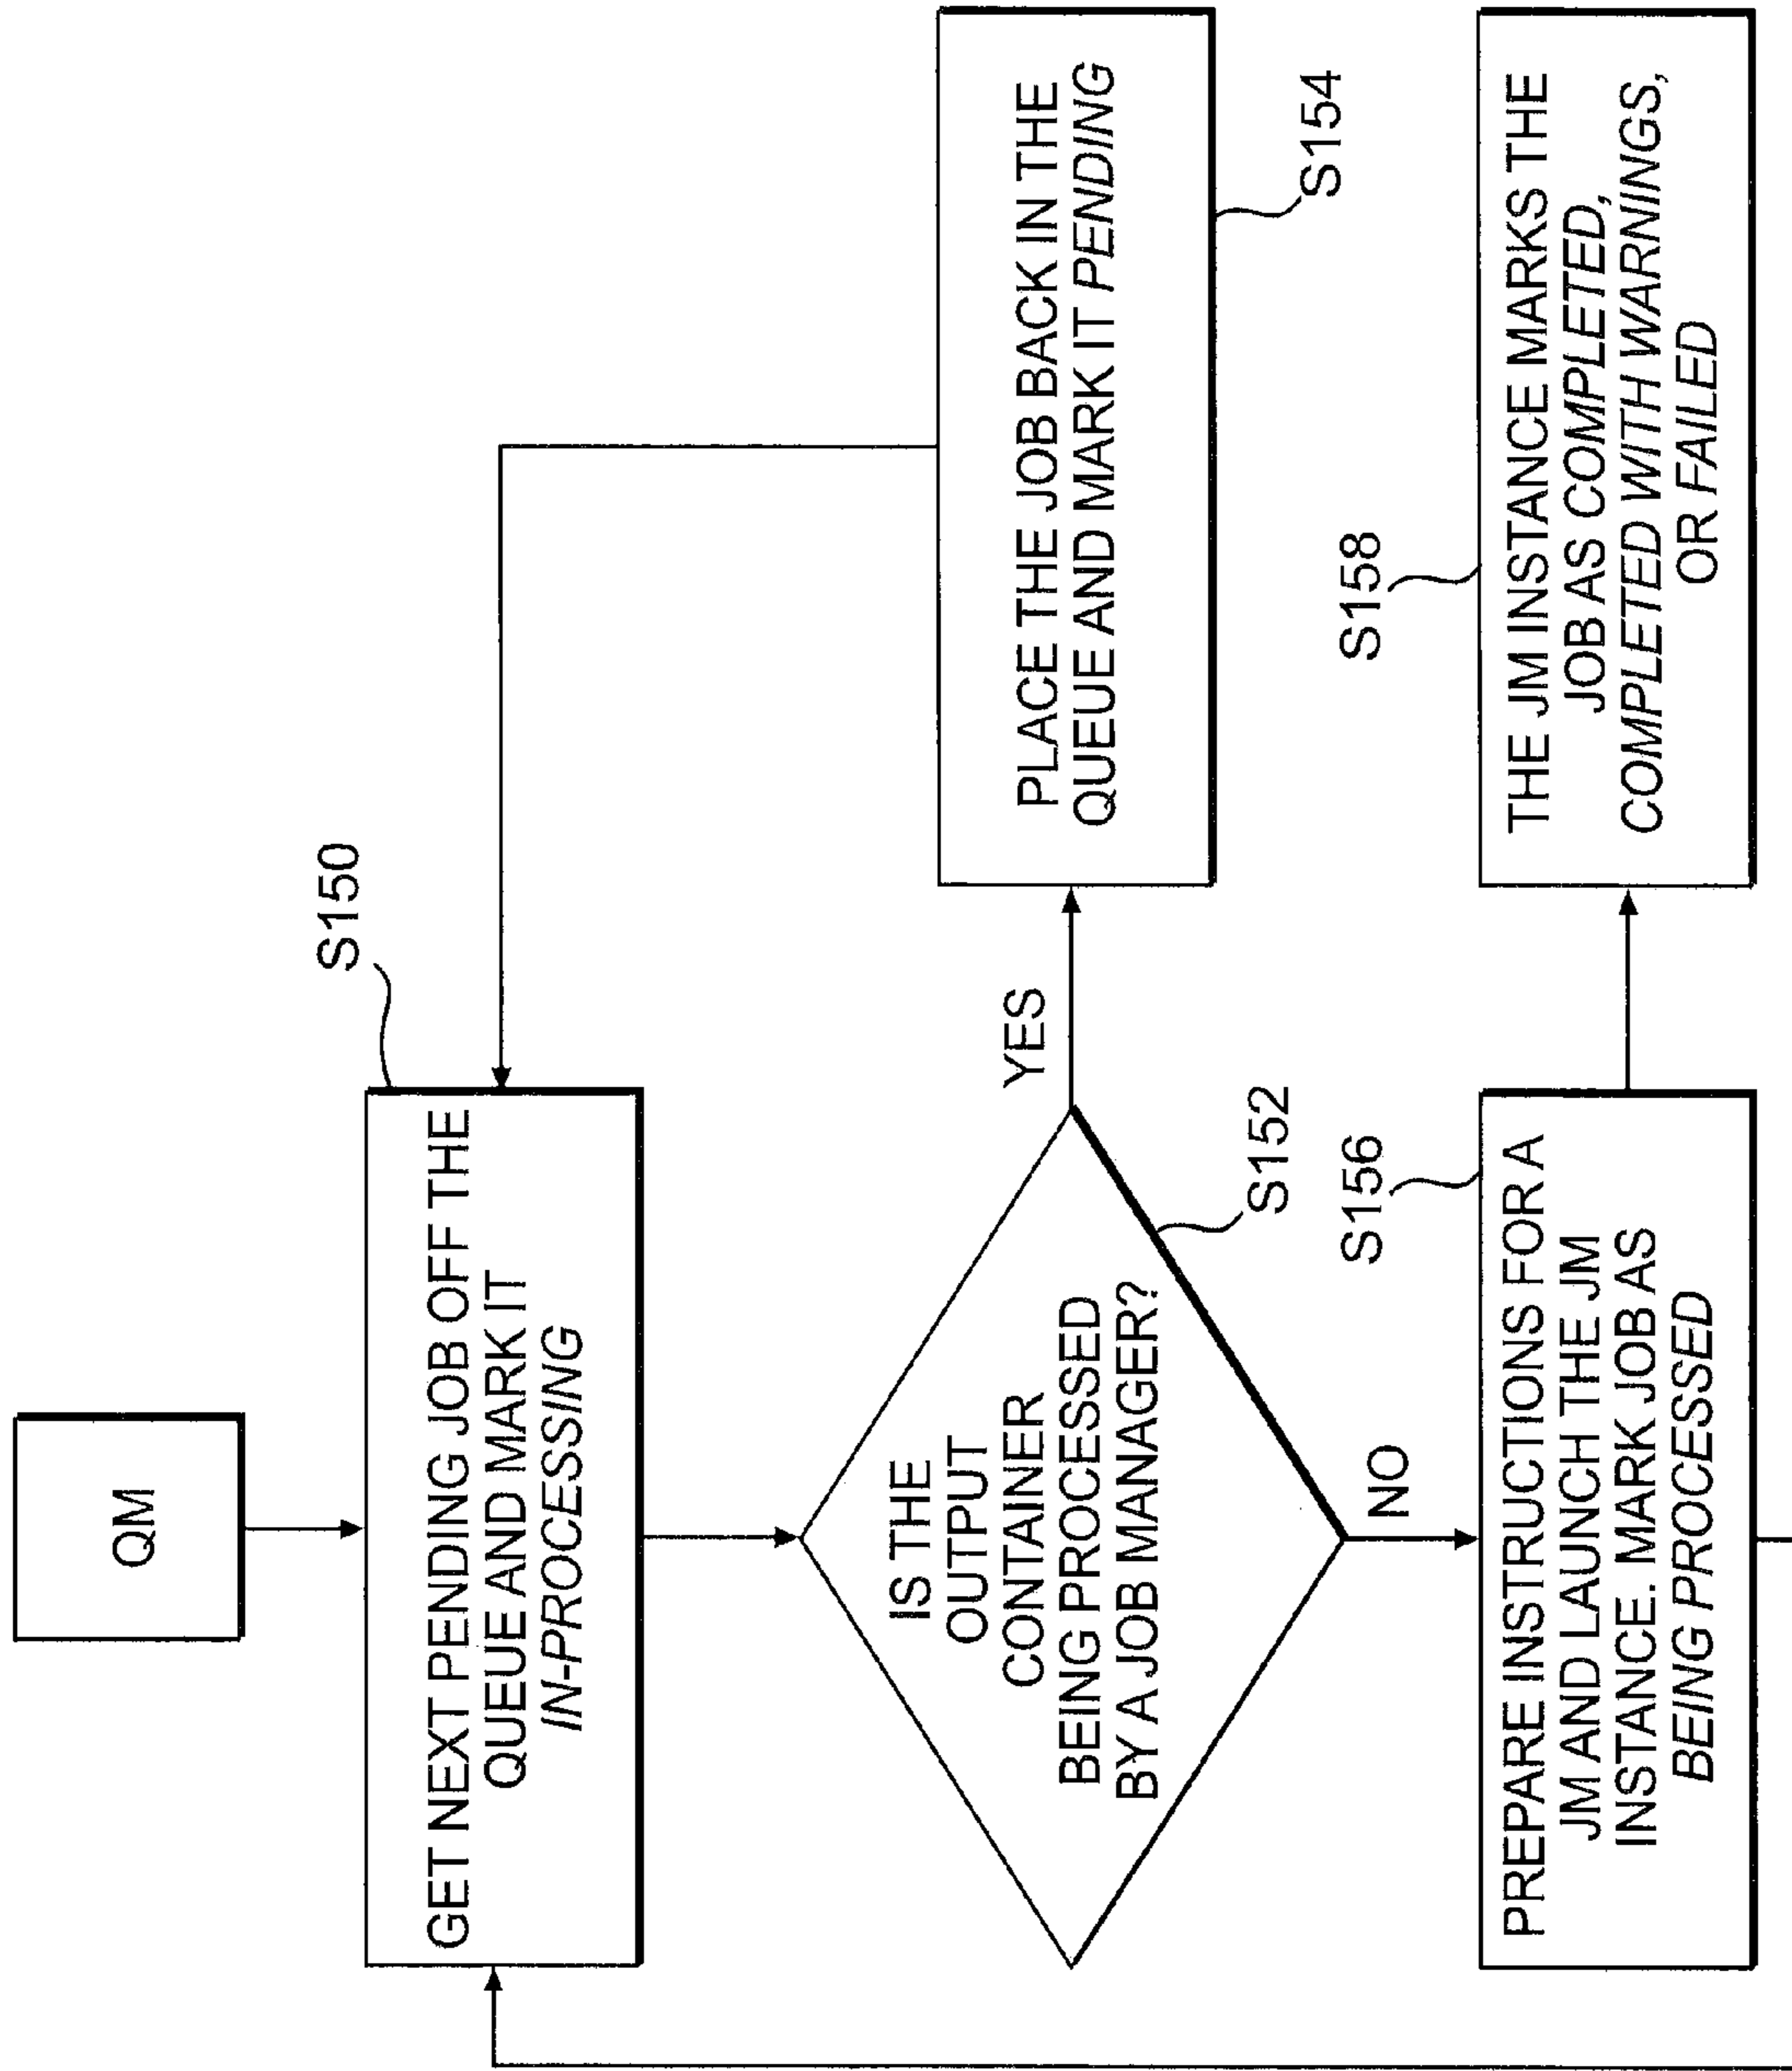 QM
S150
GET NEXT PENDING JOB OFF THE
QUEUE AND MARK IT
IN-PROCESSING
IS THE
OUTPUT
CONTAINER
BEING PROCESSED
BY A JOB MANAGER?
S152
YES
PLACE THE JOB BACK IN THE
QUEUE AND MARK IT PENDING
S154
NO
S156
PREPARE INSTRUCTIONS FOR A
JM AND LAUNCH THE JM
INSTANCE. MARK JOB AS
BEING PROCESSED
S158
THE JM INSTANCE MARKS THE
JOB AS COMPLETED,
COMPLETED WITH WARNINGS,
OR FAILED